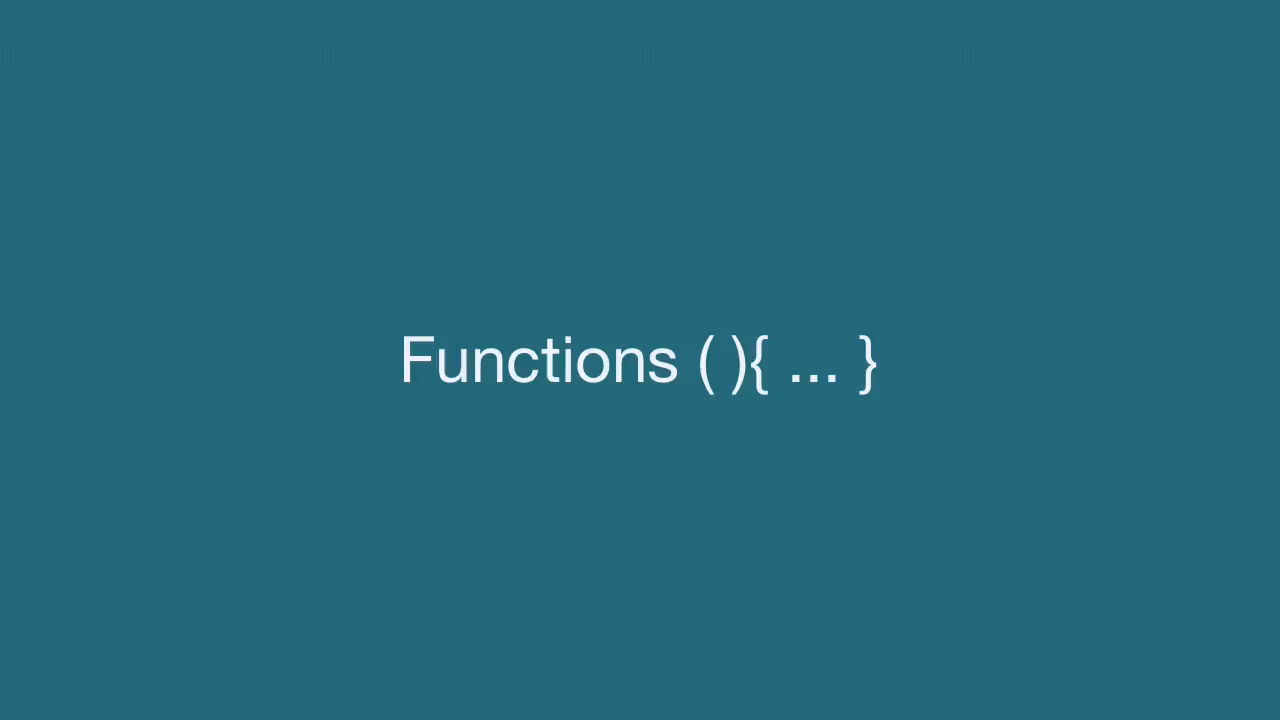 Functions ( ){ ... }